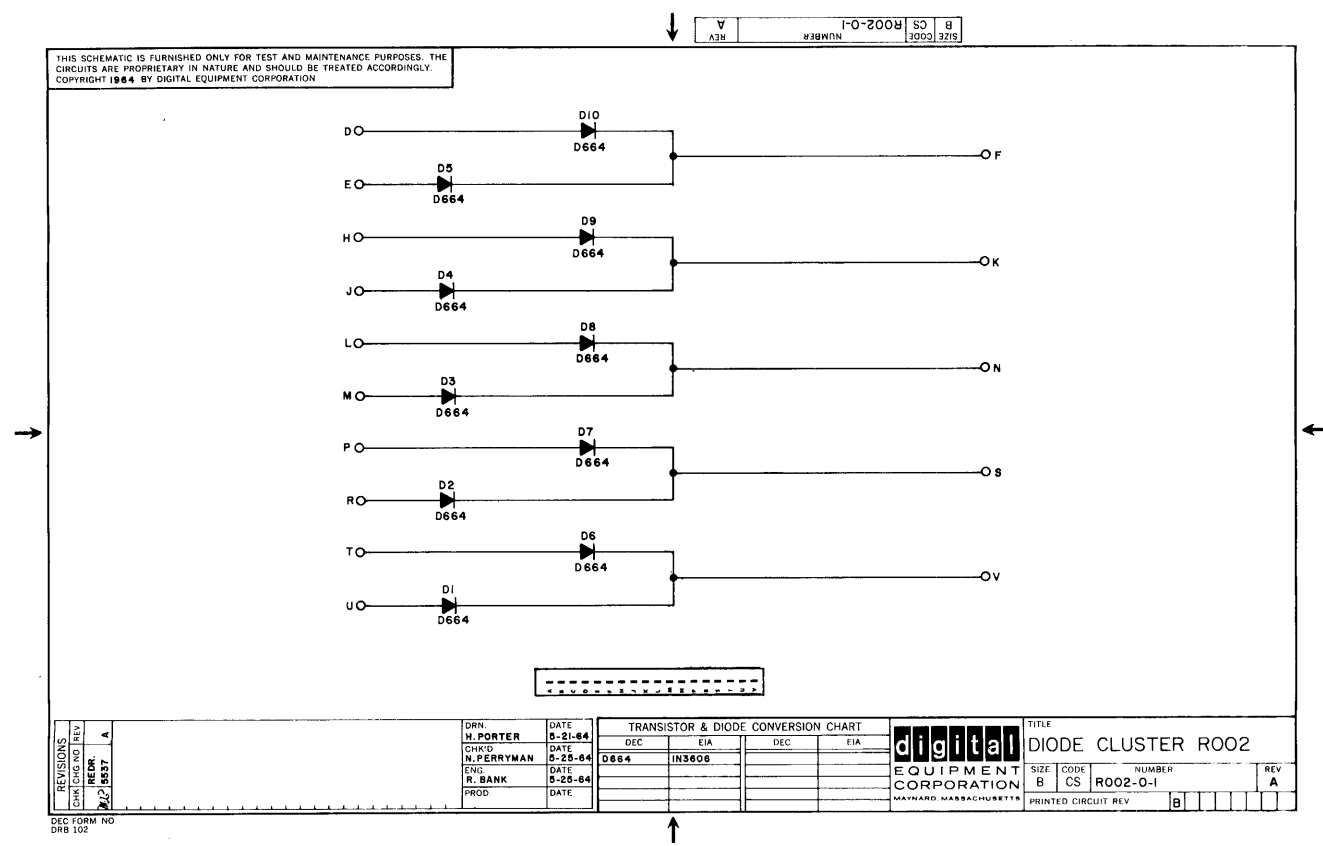 REV NUMBER CODE SIZE
A R002-0-1 CS B
THIS SCHEMATIC IS FURNISHED ONLY FOR TEST AND MAINTENANCE PURPOSES. THE
CIRCUITS ARE PROPRIETARY IN NATURE AND SHOULD BE TREATED ACCORDINGLY.
COPYRIGHT 1964 BY DIGITAL EQUIPMENT CORPORATION
D10
D
D664
F
D5
E
D664
D9
H
D664
K
D4
J
D664
D8
L
D664
N
D3
M
D664
D7
P
D664
S
D2
R
D664
D6
T
D664
V
D1
U
D664
REVISIONS
CHK CHG NO REV
REDR. 5537 A
DRN. DATE
H. PORTER 5-21-64
CHK'D DATE
N. PERRYMAN 5-25-64
ENG. DATE
R. BANK 5-25-64
PROD. DATE
TRANSISTOR & DIODE CONVERSION CHART
DEC EIA DEC EIA
D664 IN3606
digital
EQUIPMENT
CORPORATION
MAYNARD, MASSACHUSETTS
TITLE
DIODE CLUSTER R002
SIZE CODE NUMBER REV
B CS R002-0-1 A
PRINTED CIRCUIT REV B
DEC FORM NO
DRB 102